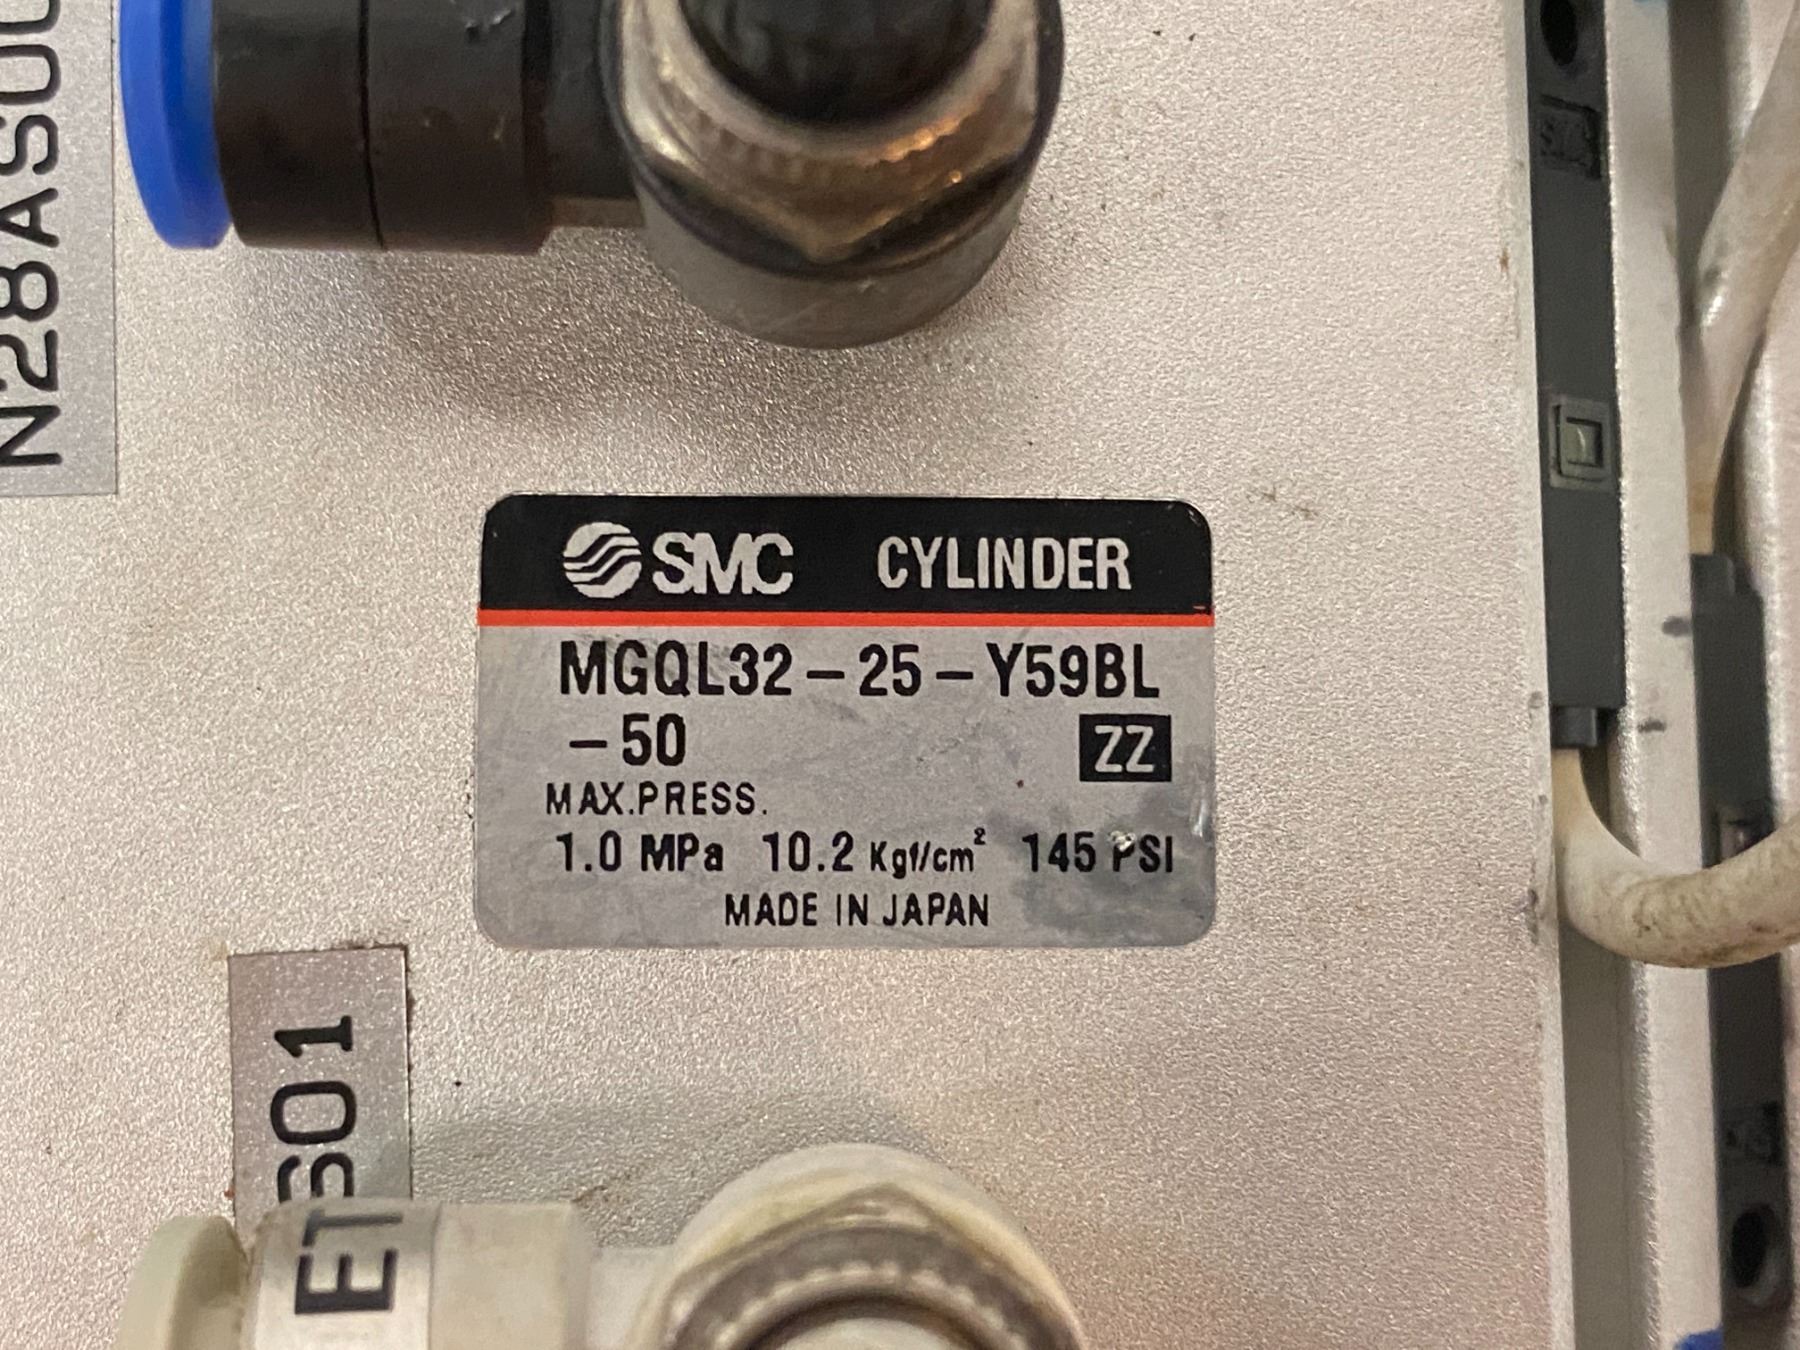 N28AS0
SMC CYLINDER
MGQL32-25-Y59BL
-50 ZZ
MAX.PRESS.
1.0 MPa 10.2 Kgf/cm² 145 PSI
MADE IN JAPAN
SMC